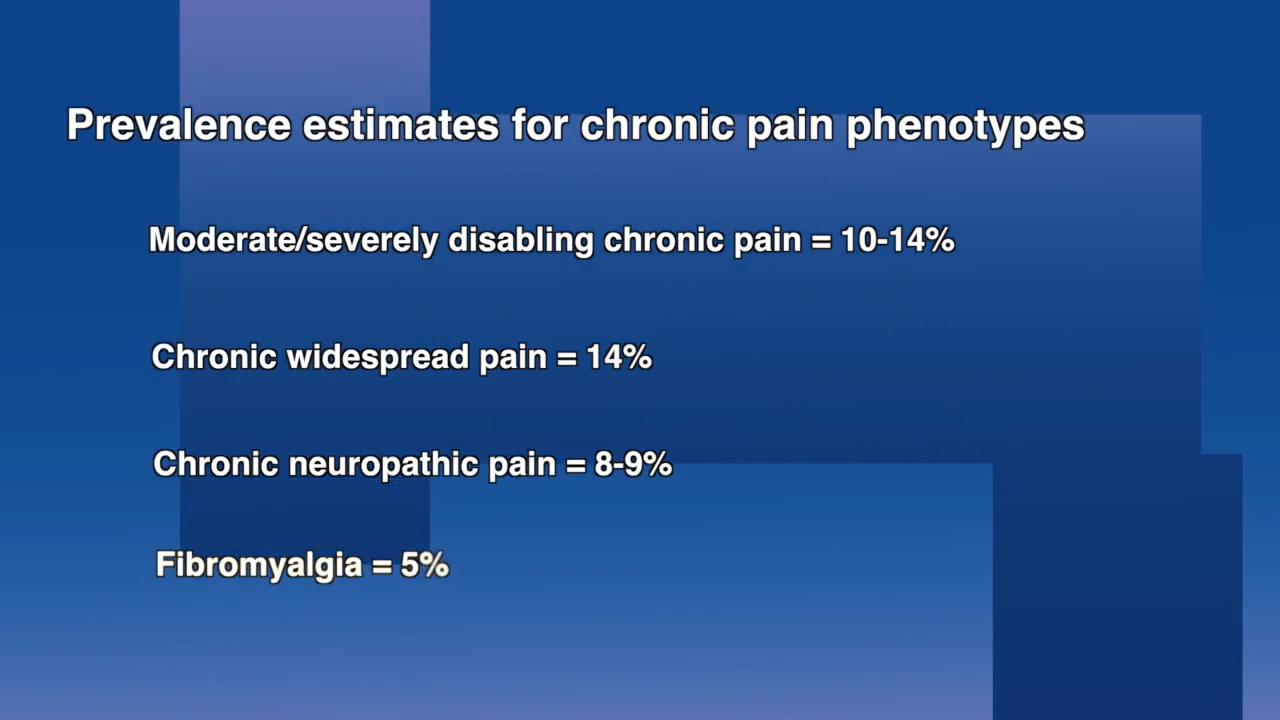 Prevalence estimates for chronic pain phenotypes
Moderate/severely disabling chronic pain = 10-14%
Chronic widespread pain = 14%
Chronic neuropathic pain = 8-9%
Fibromyalgia = 5%